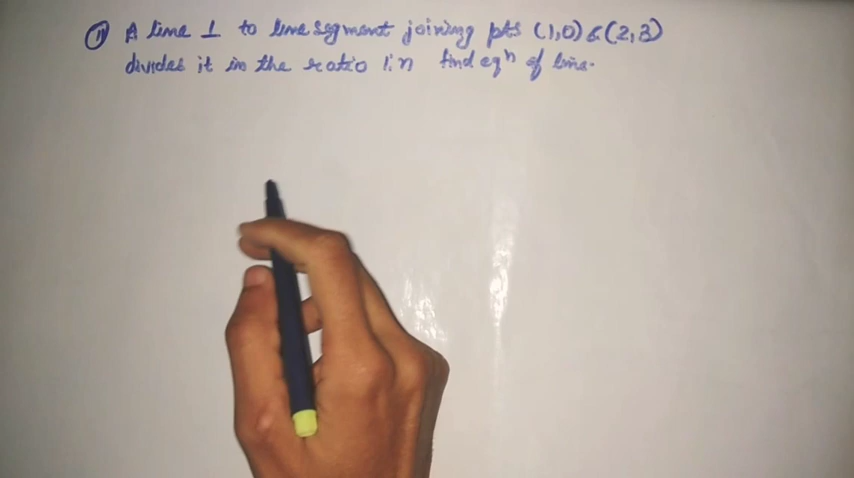 11 A line ⊥ to line segment joining pts (1,0) & (2,3)
divides it in the ratio 1:n find eqⁿ of line.